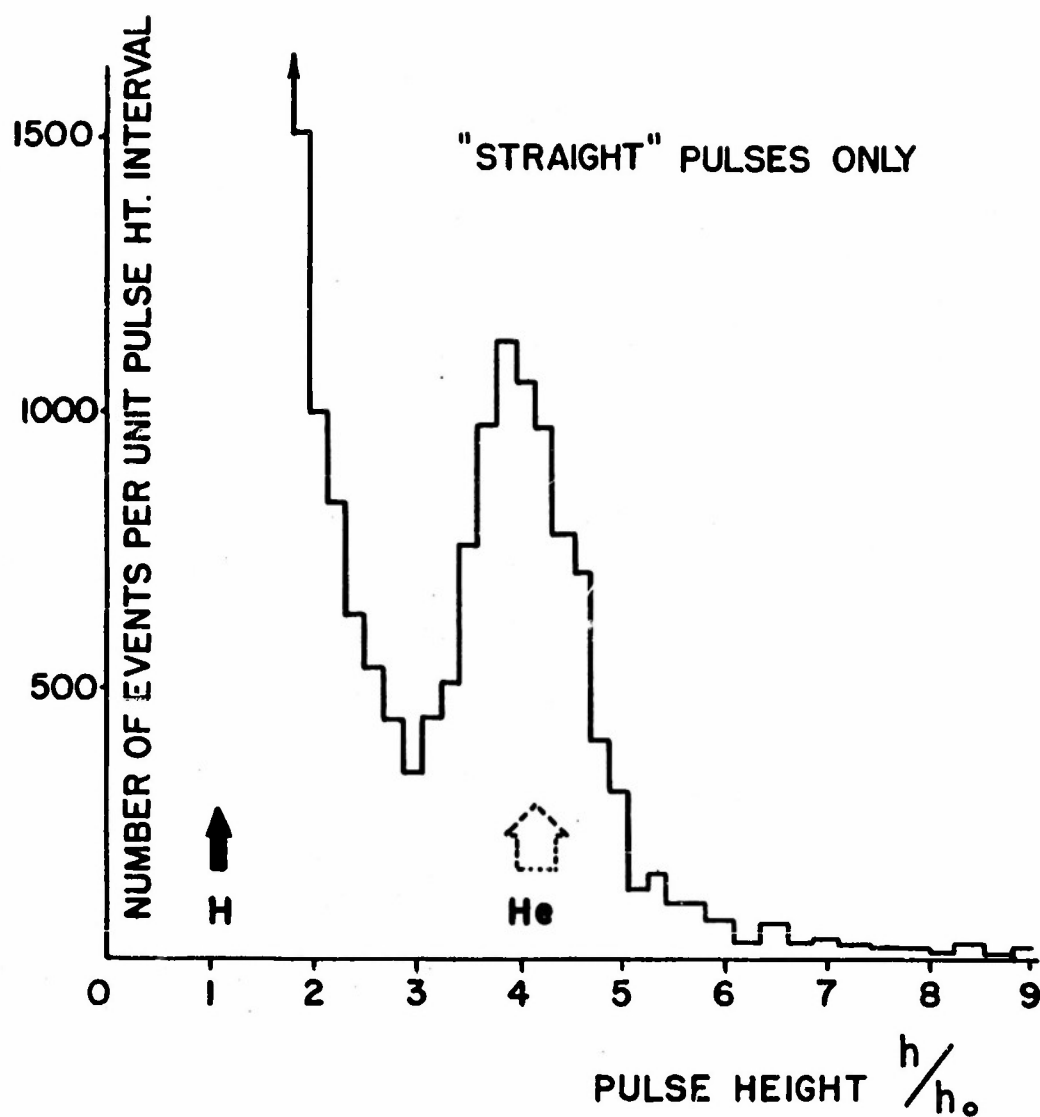 NUMBER OF EVENTS PER UNIT PULSE HT. INTERVAL
1500
1000
500
"STRAIGHT" PULSES ONLY
H
He
0 1 2 3 4 5 6 7 8 9
PULSE HEIGHT h/h₀